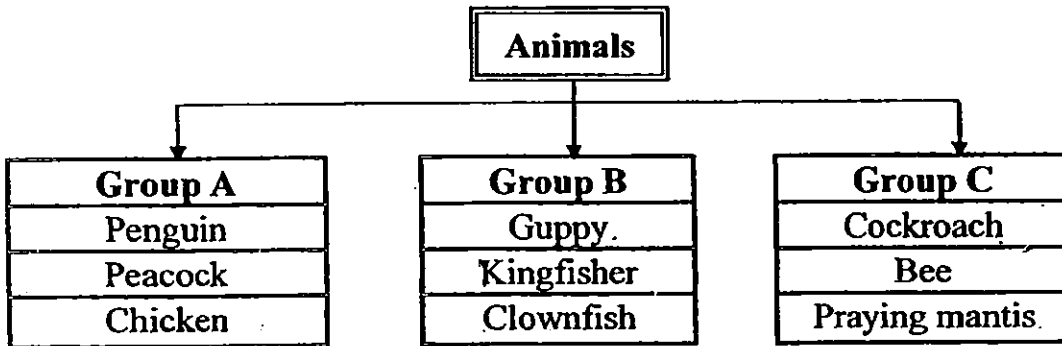 Animals
Group A
Penguin
Peacock
Chicken
Group B
Guppy.
Kingfisher
Clownfish
Group C
Cockroach
Bee
Praying mantis.